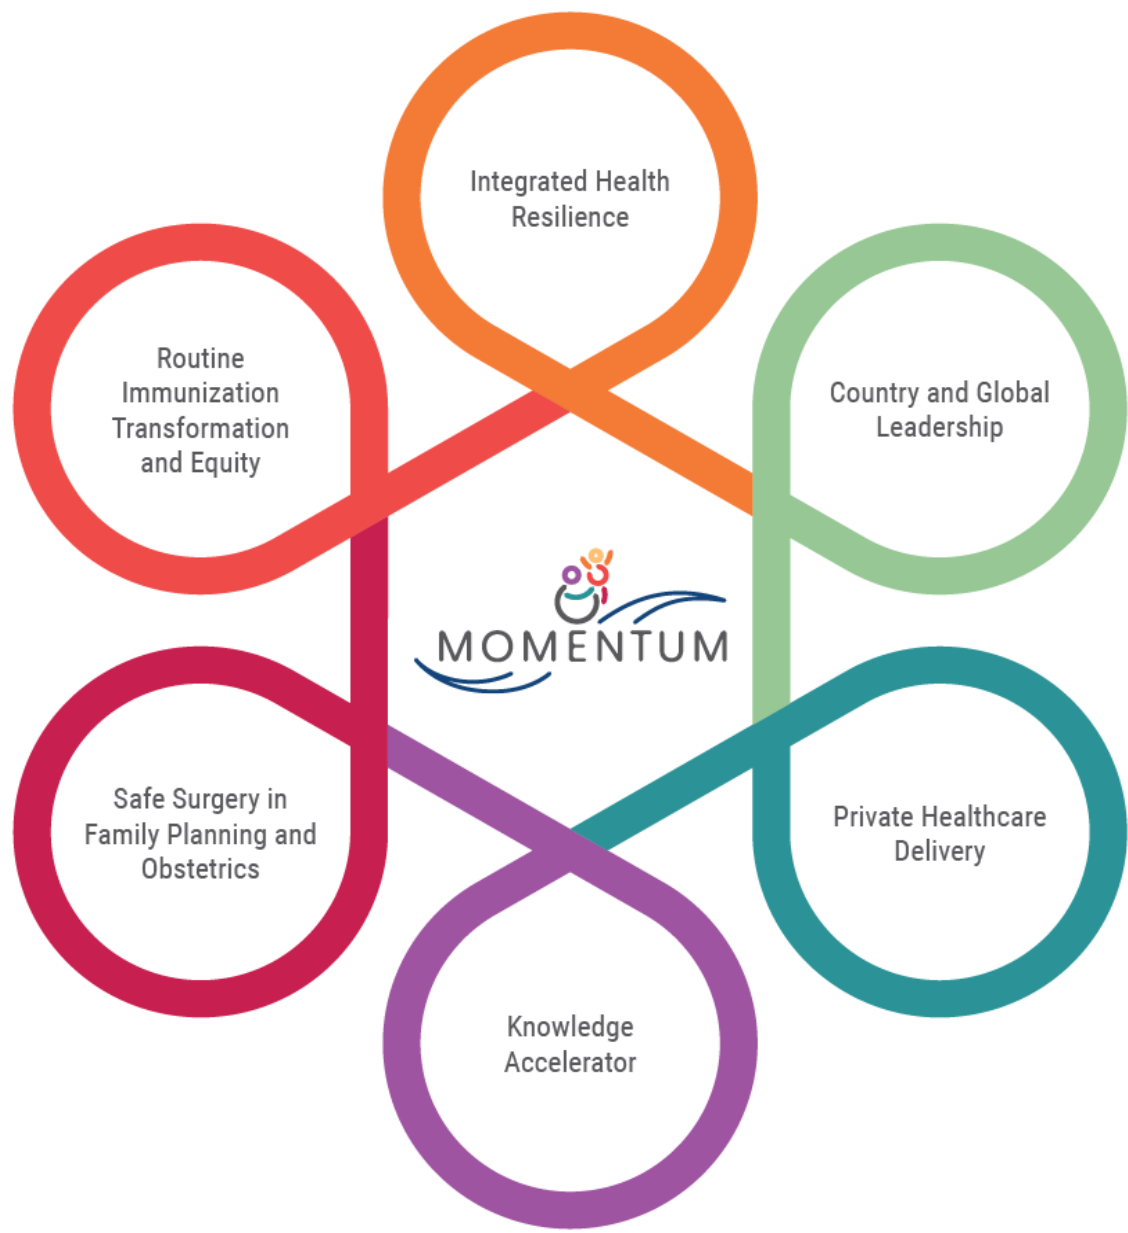 Integrated Health
Resilience
Routine
Immunization
Transformation
and Equity
Country and Global
Leadership
MOMENTUM
Safe Surgery in
Family Planning and
Obstetrics
Private Healthcare
Delivery
Knowledge
Accelerator